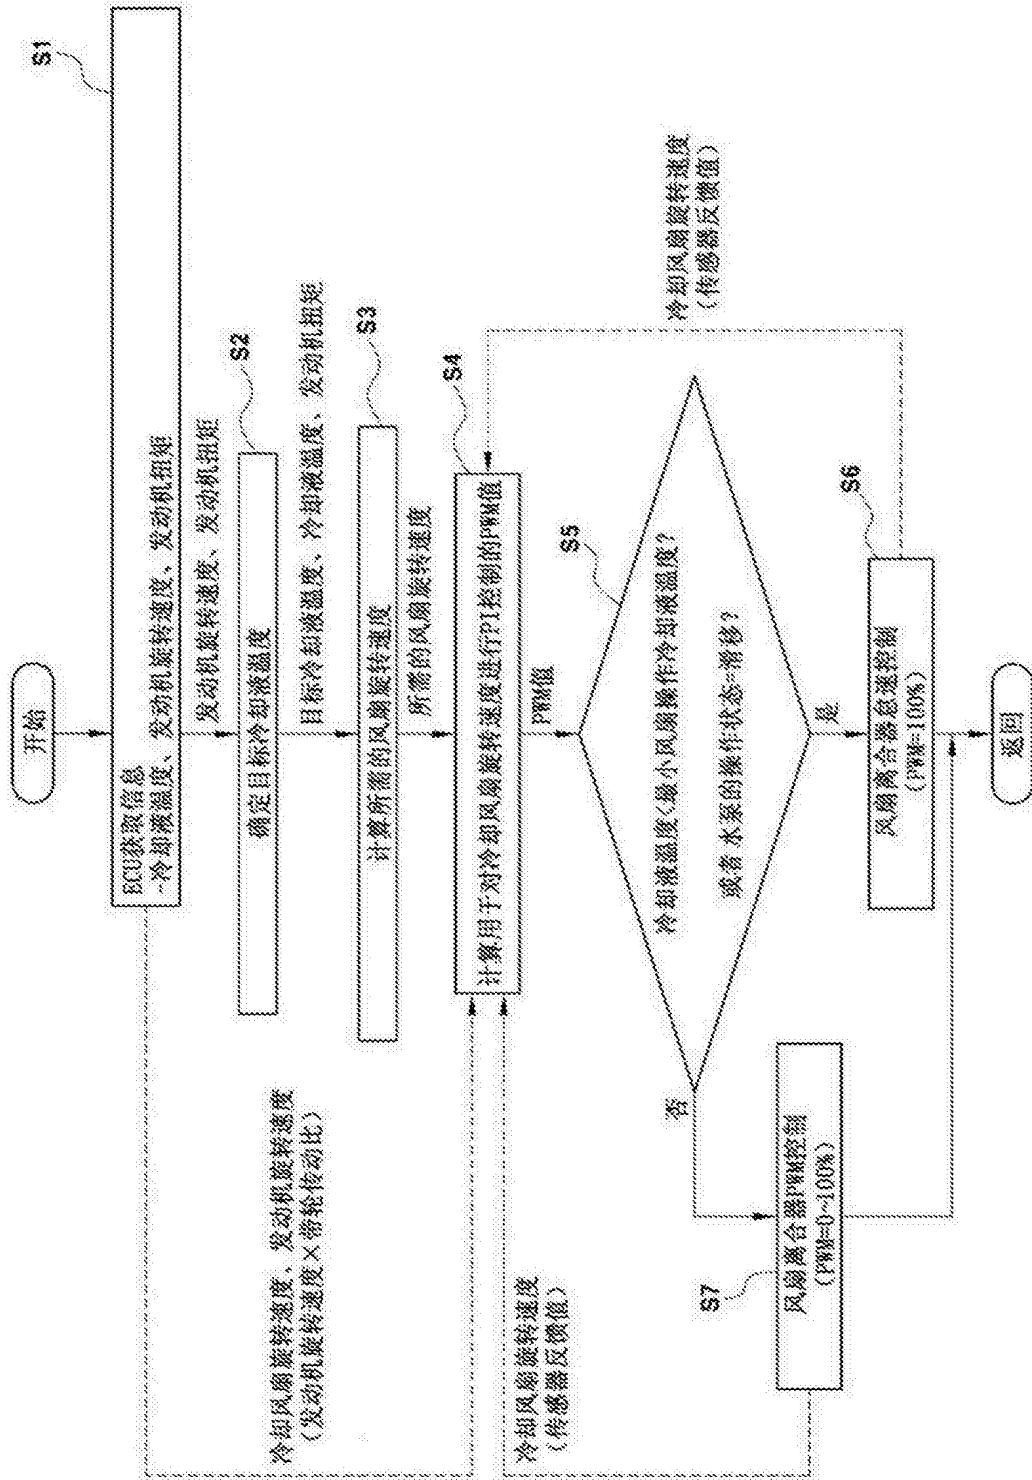 开始
S1
ECU获取信息
-冷却液温度、发动机旋转速度、发动机扭矩
发动机旋转速度、发动机扭矩
S2
确定目标冷却液温度
目标冷却液温度、冷却液温度、发动机扭矩
S3
计算所需的风扇旋转速度
所需的风扇旋转速度
冷却风扇旋转速度、发动机旋转速度
(发动机旋转速度×带轮传动比)
S4
计算用于对冷却风扇旋转速度进行PI控制的PWM值
PWM值
冷却风扇旋转速度
(传感器反馈值)
冷却风扇旋转速度
(传感器反馈值)
S5
冷却液温度<最小风扇操作冷却液温度?
或者 水泵的操作状态=滑移?
否
是
S7
风扇离合器PWM控制
(PWM=0~100%)
S6
风扇离合器怠速控制
(PWM=100%)
返回